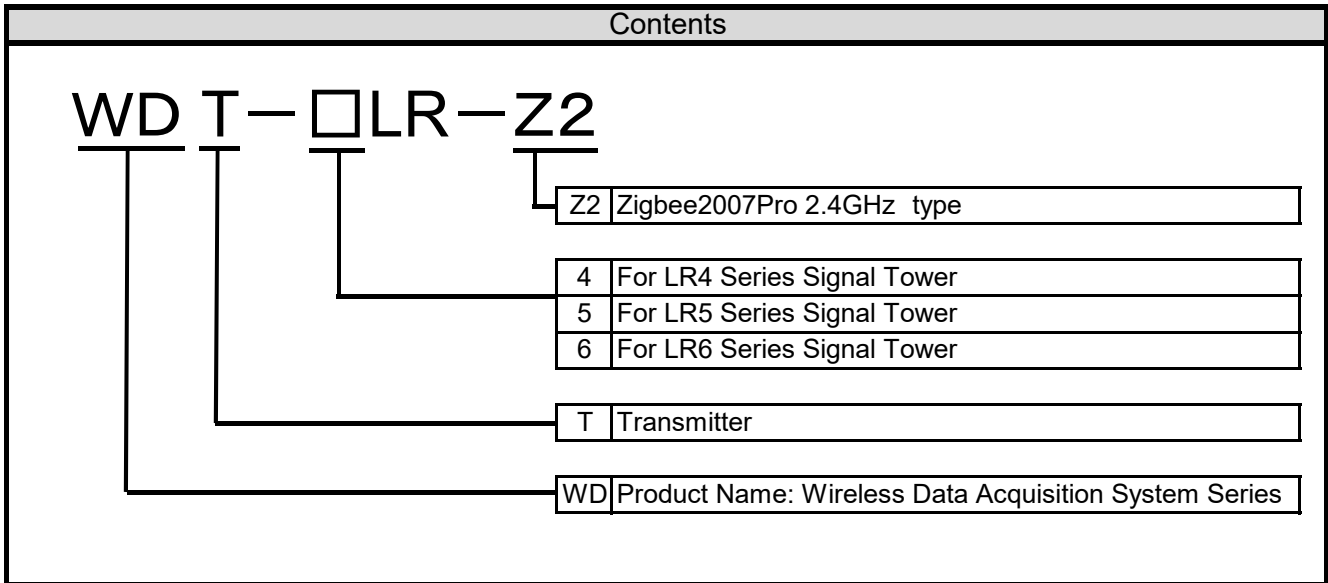 Contents
WD T－□LR－Z2
Z2 Zigbee2007Pro 2.4GHz type
4 For LR4 Series Signal Tower
5 For LR5 Series Signal Tower
6 For LR6 Series Signal Tower
T Transmitter
WD Product Name: Wireless Data Acquisition System Series